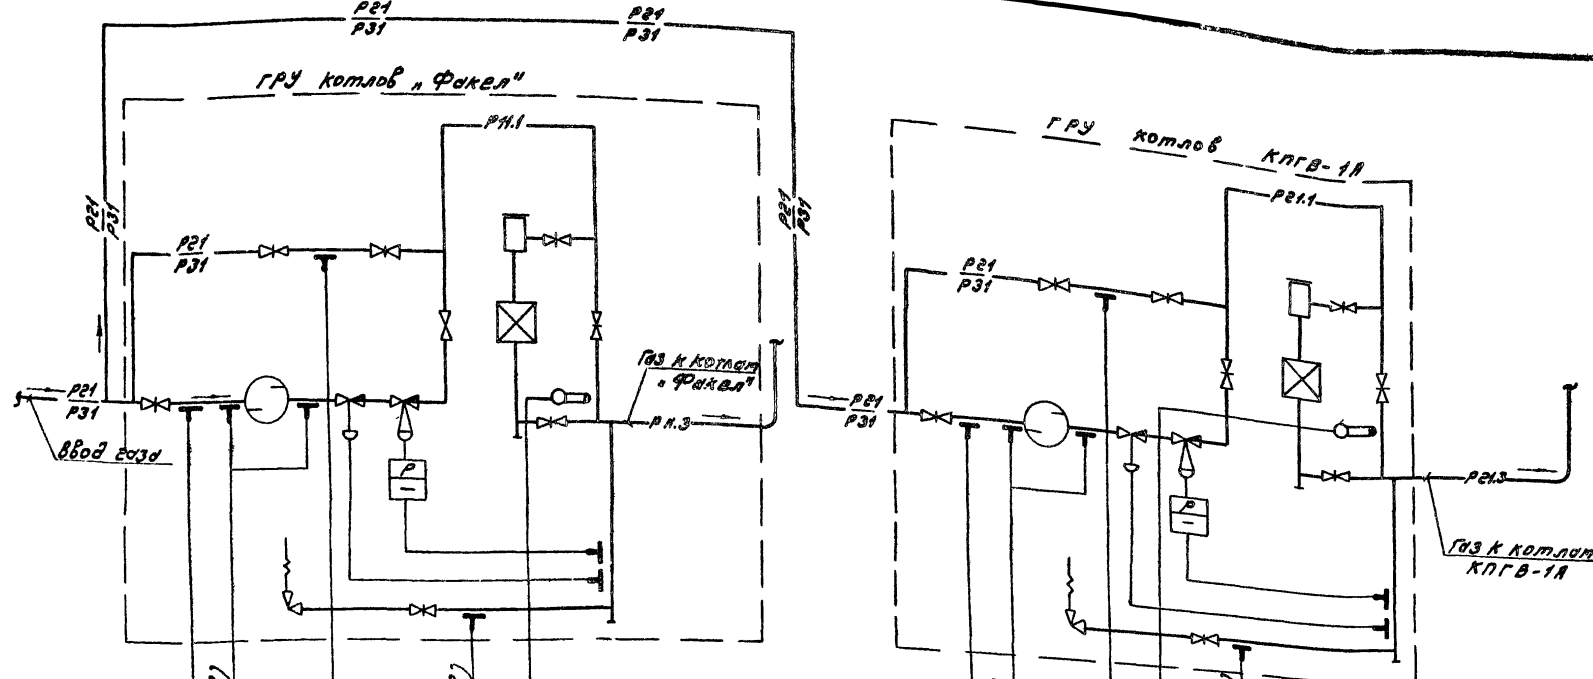 Р21
Р31
Р21
Р31
ГРУ котлов „Факел"
Р11.1
ГРУ котлов КПГВ-1А
Р21.1
Р21
Р31
Р21
Р31
Р21
Р31
Р21
Р31
Газ к котлам
„Факел"
Р21
Р31
Р21
Р31
Р11.3
Ввод газа
Р
Р21.3
Р
Газ к котлам
КПГВ-1А